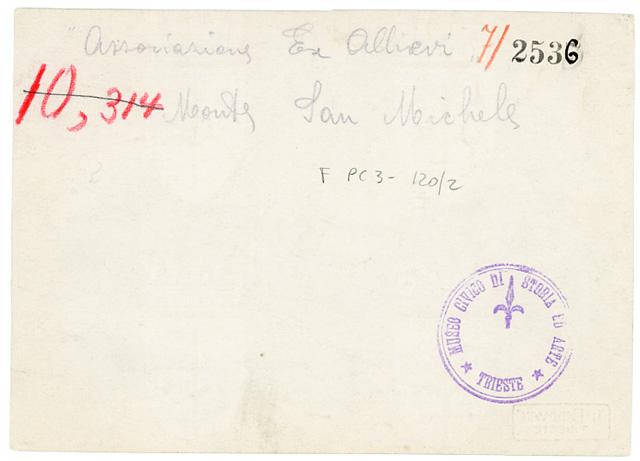 "Associazione Ex Allievi 7/ 2536
10,314 Monte San Michele
F PC3-120/2
MUSEO CIVICO DI STORIA ED ARTE
★ TRIESTE ★